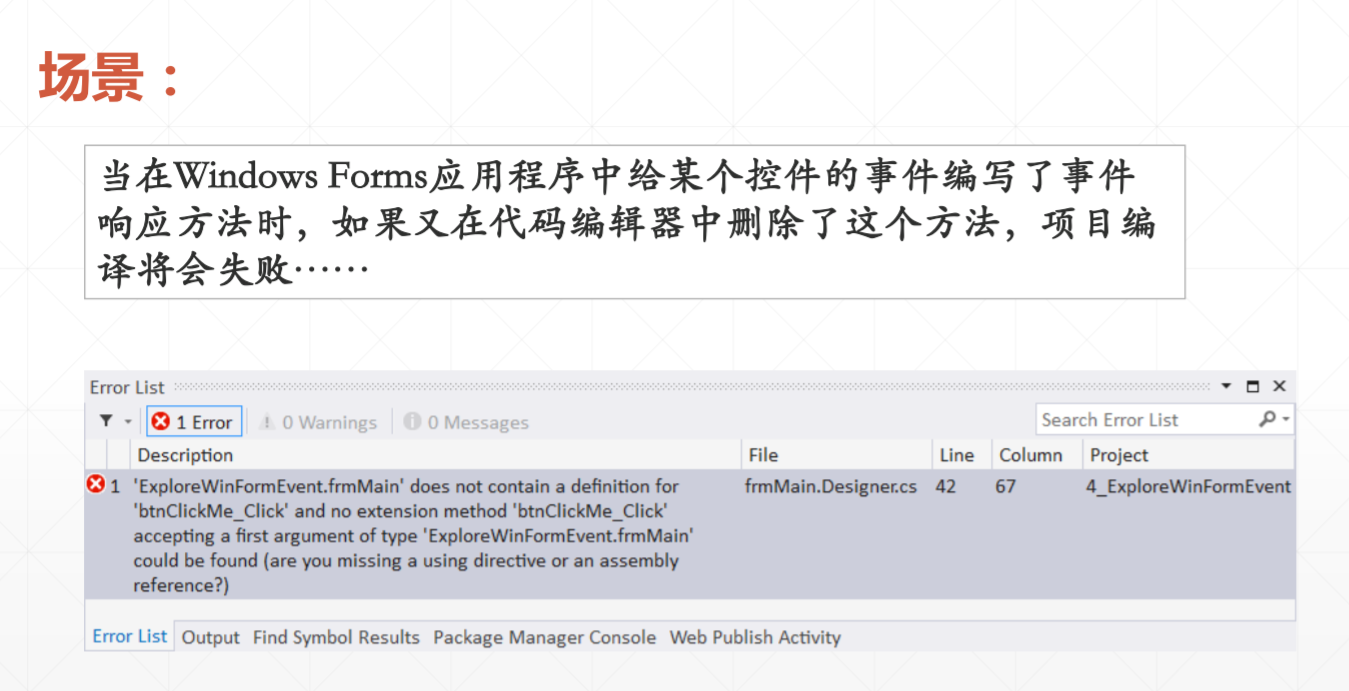 场景：
当在Windows Forms应用程序中给某个控件的事件编写了事件
响应方法时，如果又在代码编辑器中删除了这个方法，项目编
译将会失败……
Error List
1 Error 0 Warnings 0 Messages Search Error List
Description File Line Column Project
1 'ExploreWinFormEvent.frmMain' does not contain a definition for frmMain.Designer.cs 42 67 4_ExploreWinFormEvent
'btnClickMe_Click' and no extension method 'btnClickMe_Click'
accepting a first argument of type 'ExploreWinFormEvent.frmMain'
could be found (are you missing a using directive or an assembly
reference?)
Error List Output Find Symbol Results Package Manager Console Web Publish Activity